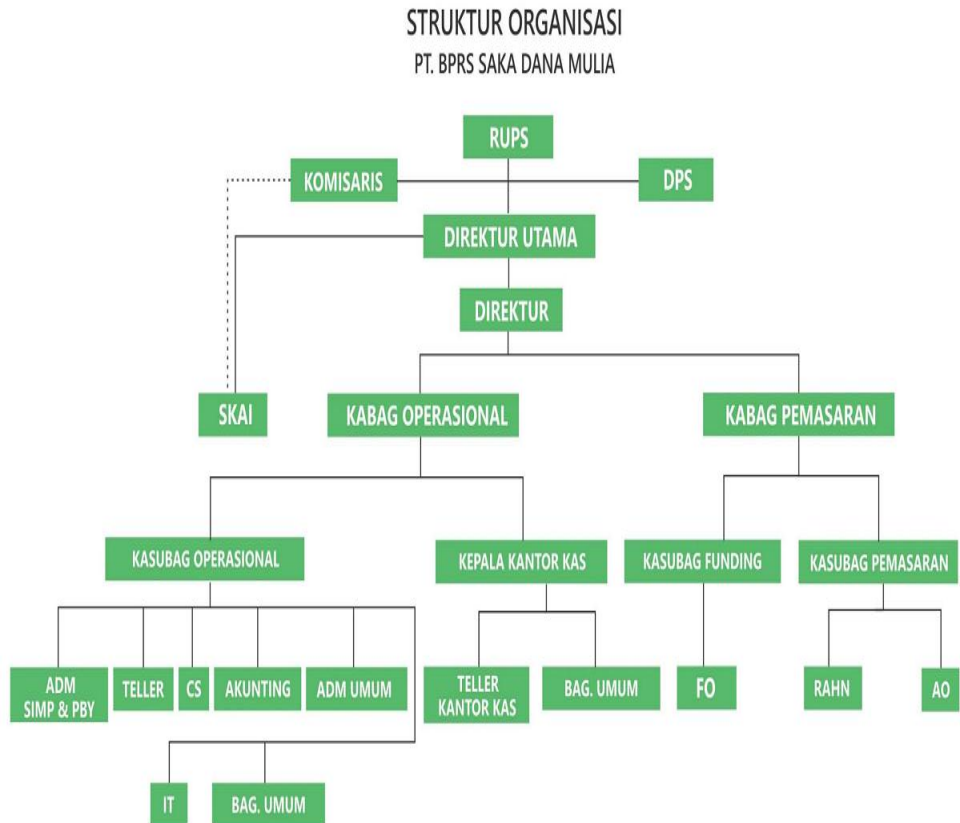 STRUKTUR ORGANISASI
PT. BPRS SAKA DANA MULIA
RUPS
KOMISARIS
DPS
DIREKTUR UTAMA
DIREKTUR
SKAI
KABAG OPERASIONAL
KABAG PEMASARAN
KASUBAG OPERASIONAL
KEPALA KANTOR KAS
KASUBAG FUNDING
KASUBAG PEMASARAN
ADM
SIMP & PBY
TELLER
CS
AKUNTING
ADM UMUM
TELLER
KANTOR KAS
BAG. UMUM
FO
RAHN
AO
IT
BAG. UMUM